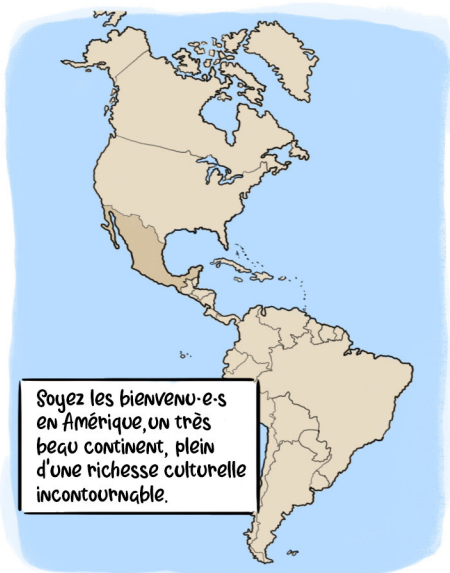 Soyez les bienvenu·e·s
en Amérique,un très
beau continent, plein
d'une richesse culturelle
incontournable.